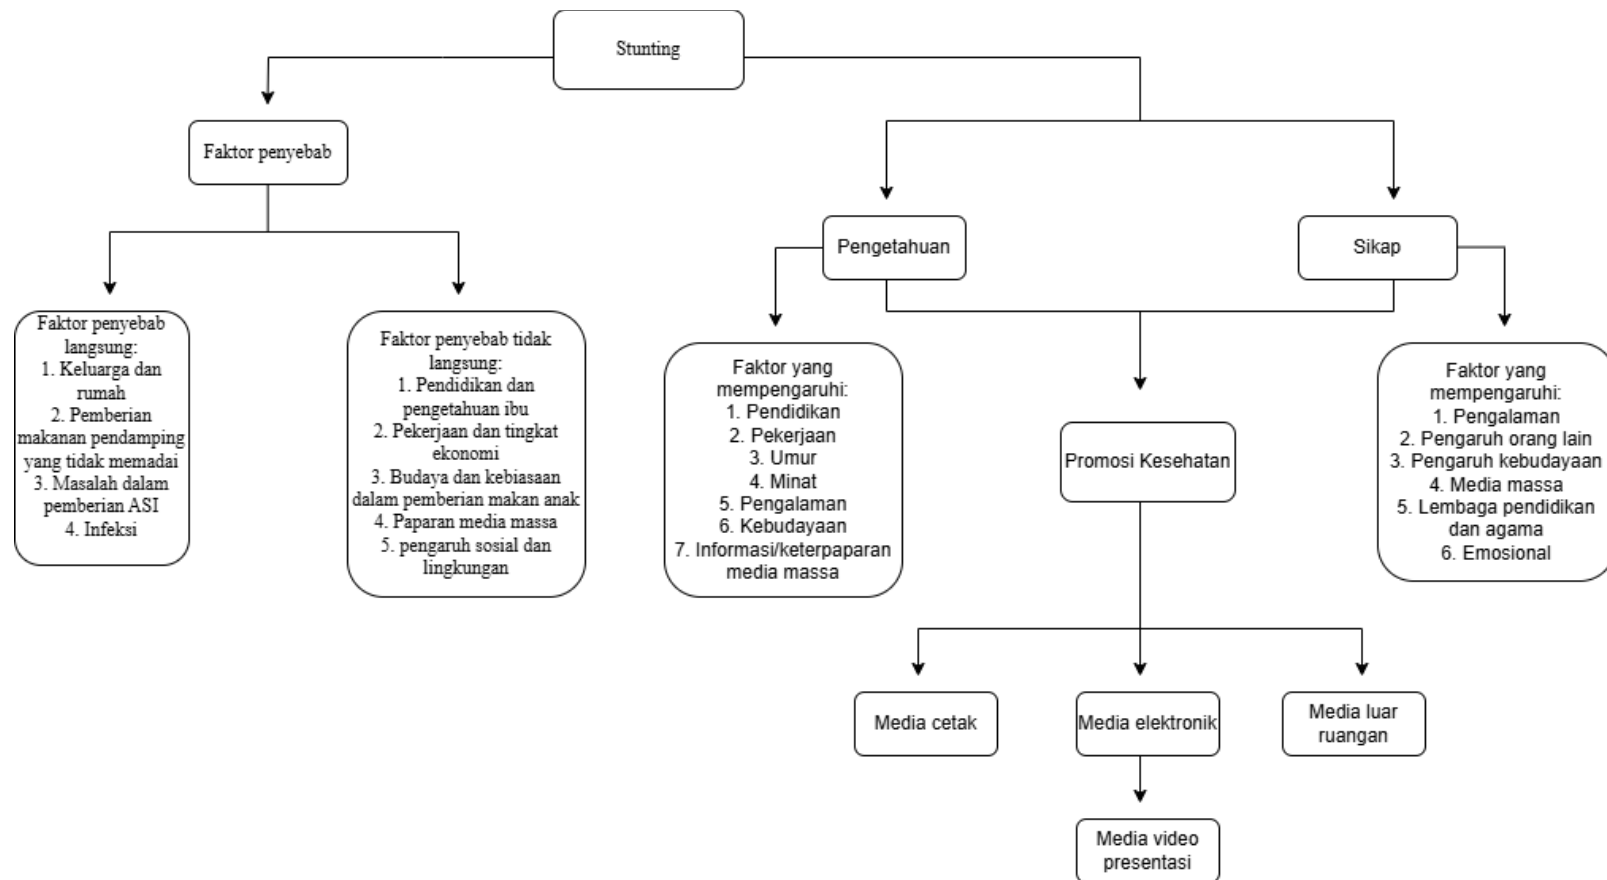 Stunting
Faktor penyebab
Pengetahuan
Sikap
Faktor penyebab
langsung:
1. Keluarga dan
rumah
2. Pemberian
makanan pendamping
yang tidak memadai
3. Masalah dalam
pemberian ASI
4. Infeksi
Faktor penyebab tidak
langsung:
1. Pendidikan dan
pengetahuan ibu
2. Pekerjaan dan tingkat
ekonomi
3. Budaya dan kebiasaan
dalam pemberian makan anak
4. Paparan media massa
5. pengaruh sosial dan
lingkungan
Faktor yang
mempengaruhi:
1. Pendidikan
2. Pekerjaan
3. Umur
4. Minat
5. Pengalaman
6. Kebudayaan
7. Informasi/keterpaparan
media massa
Promosi Kesehatan
Faktor yang
mempengaruhi:
1. Pengalaman
2. Pengaruh orang lain
3. Pengaruh kebudayaan
4. Media massa
5. Lembaga pendidikan
dan agama
6. Emosional
Media cetak
Media elektronik
Media luar
ruangan
Media video
presentasi